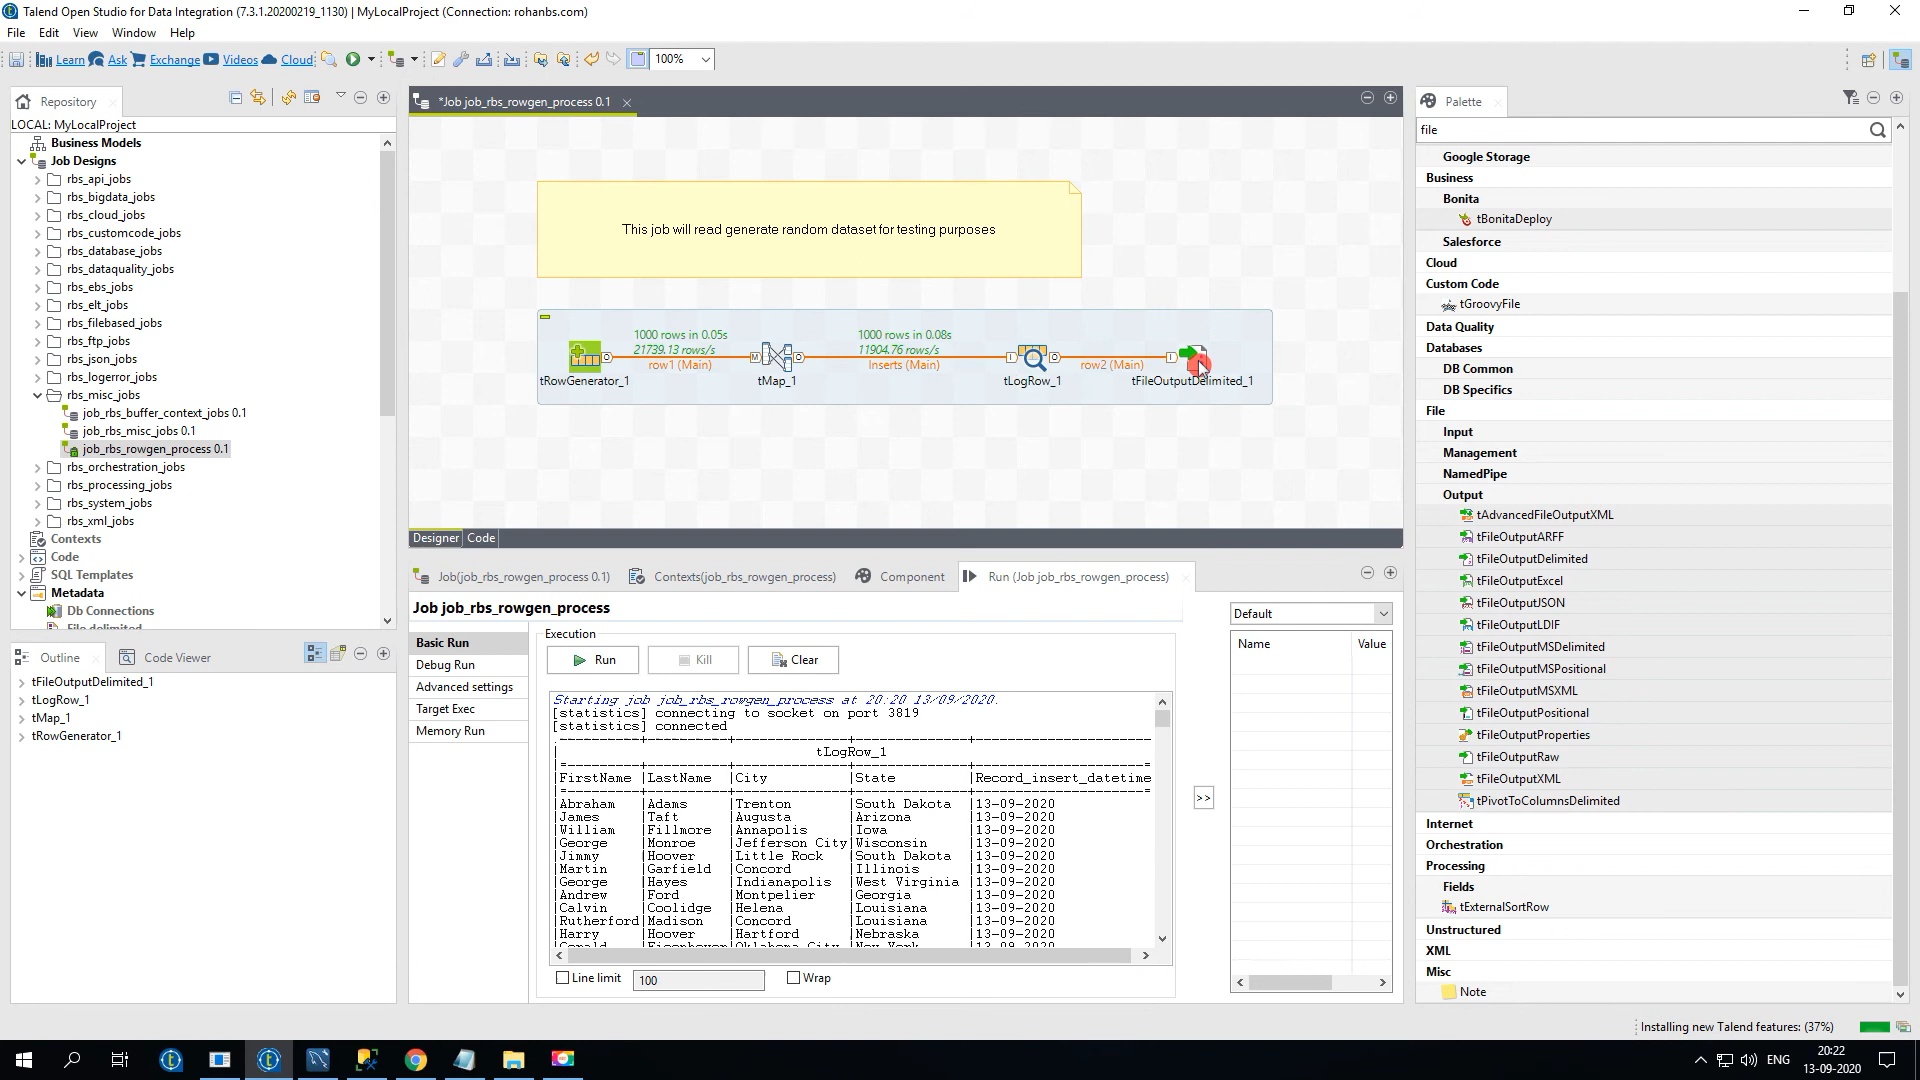 Talend Open Studio for Data Integration (7.3.1.20200219_1130) | MyLocalProject (Connection: rohanbs.com)
File Edit View Window Help
Learn Ask Exchange Videos Cloud 100%
Repository
LOCAL: MyLocalProject
Business Models
Job Designs
rbs_api_jobs
rbs_bigdata_jobs
rbs_cloud_jobs
rbs_customcode_jobs
rbs_database_jobs
rbs_dataquality_jobs
rbs_ebs_jobs
rbs_elt_jobs
rbs_filebased_jobs
rbs_ftp_jobs
rbs_json_jobs
rbs_logerror_jobs
rbs_misc_jobs
job_rbs_buffer_context_jobs 0.1
job_rbs_misc_jobs 0.1
job_rbs_rowgen_process 0.1
rbs_orchestration_jobs
rbs_processing_jobs
rbs_system_jobs
rbs_xml_jobs
Contexts
Code
SQL Templates
Metadata
Db Connections
File delimited
Outline Code Viewer
tFileOutputDelimited_1
tLogRow_1
tMap_1
tRowGenerator_1
*Job job_rbs_rowgen_process 0.1
This job will read generate random dataset for testing purposes
1000 rows in 0.05s
21739.13 rows/s
row1 (Main)
1000 rows in 0.08s
11904.76 rows/s
Inserts (Main)
row2 (Main)
tRowGenerator_1 tMap_1 tLogRow_1 tFileOutputDelimited_1
Designer Code
Job(job_rbs_rowgen_process 0.1) Contexts(job_rbs_rowgen_process) Component Run (Job job_rbs_rowgen_process)
Job job_rbs_rowgen_process
Basic Run
Debug Run
Advanced settings
Target Exec
Memory Run
Execution
Run Kill Clear
Starting job job_rbs_rowgen_process at 20:20 13/09/2020.
[statistics] connecting to socket on port 3819
[statistics] connected
tLogRow_1
|FirstName |LastName |City |State |Record_insert_datetime
|Abraham |Adams |Trenton |South Dakota |13-09-2020
|James |Taft |Augusta |Arizona |13-09-2020
|William |Fillmore |Annapolis |Iowa |13-09-2020
|George |Monroe |Jefferson City|Wisconsin |13-09-2020
|Jimmy |Hoover |Little Rock |South Dakota |13-09-2020
|Martin |Garfield |Concord |Illinois |13-09-2020
|George |Hayes |Indianapolis |West Virginia |13-09-2020
|Andrew |Ford |Montpelier |Georgia |13-09-2020
|Calvin |Coolidge |Helena |Louisiana |13-09-2020
|Rutherford|Madison |Concord |Louisiana |13-09-2020
|Harry |Hoover |Hartford |Nebraska |13-09-2020
|Gerald |Eisenhower|Oklahoma City |New York |13-09-2020
Line limit 100 Wrap
>>
Default
Name Value
Palette
file
Google Storage
Business
Bonita
tBonitaDeploy
Salesforce
Cloud
Custom Code
tGroovyFile
Data Quality
Databases
DB Common
DB Specifics
File
Input
Management
NamedPipe
Output
tAdvancedFileOutputXML
tFileOutputARFF
tFileOutputDelimited
tFileOutputExcel
tFileOutputJSON
tFileOutputLDIF
tFileOutputMSDelimited
tFileOutputMSPositional
tFileOutputMSXML
tFileOutputPositional
tFileOutputProperties
tFileOutputRaw
tFileOutputXML
tPivotToColumnsDelimited
Internet
Orchestration
Processing
Fields
tExternalSortRow
Unstructured
XML
Misc
Note
Installing new Talend features: (37%)
ENG
20:22
13-09-2020